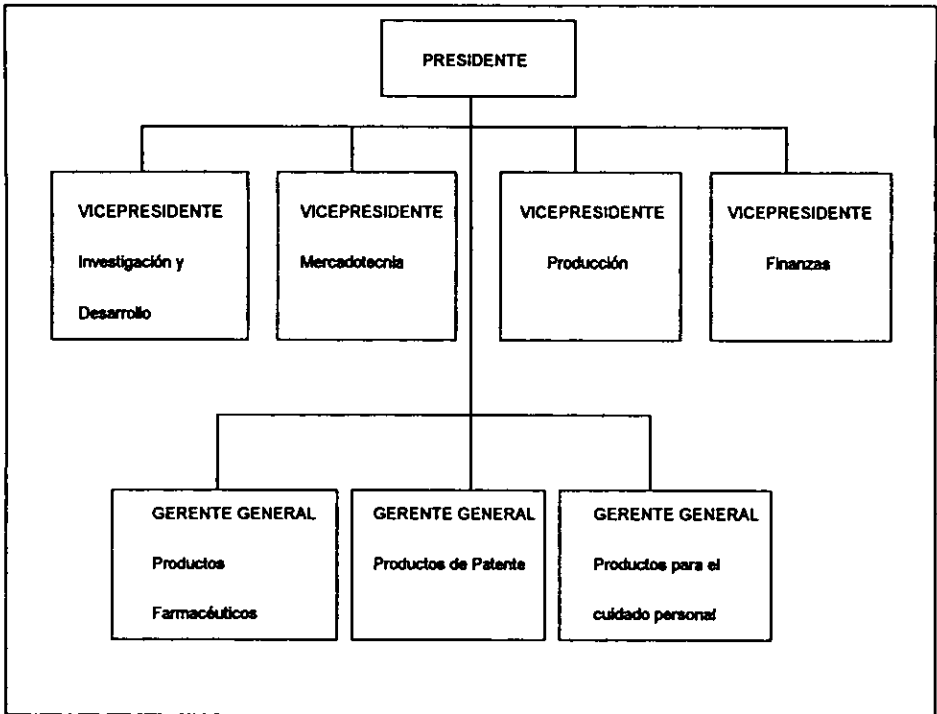 PRESIDENTE
VICEPRESIDENTE
Investigación y
Desarrollo
VICEPRESIDENTE
Mercadotecnia
VICEPRESIDENTE
Producción
VICEPRESIDENTE
Finanzas
GERENTE GENERAL
Productos
Farmacéuticos
GERENTE GENERAL
Productos de Patente
GERENTE GENERAL
Productos para el
cuidado personal